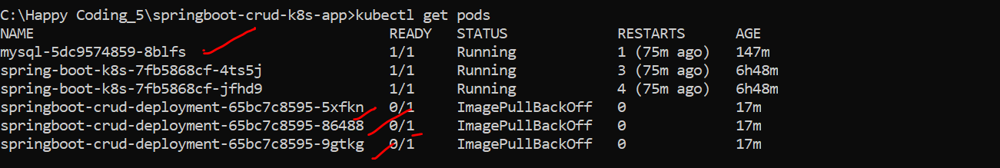 C:\Happy Coding_5\springboot-crud-k8s-app>kubectl get pods
NAME READY STATUS RESTARTS AGE
mysql-5dc9574859-8blfs 1/1 Running 1 (75m ago) 147m
spring-boot-k8s-7fb5868cf-4ts5j 1/1 Running 3 (75m ago) 6h48m
spring-boot-k8s-7fb5868cf-jfhd9 1/1 Running 4 (75m ago) 6h48m
springboot-crud-deployment-65bc7c8595-5xfkn 0/1 ImagePullBackOff 0 17m
springboot-crud-deployment-65bc7c8595-86488 0/1 ImagePullBackOff 0 17m
springboot-crud-deployment-65bc7c8595-9gtkg 0/1 ImagePullBackOff 0 17m